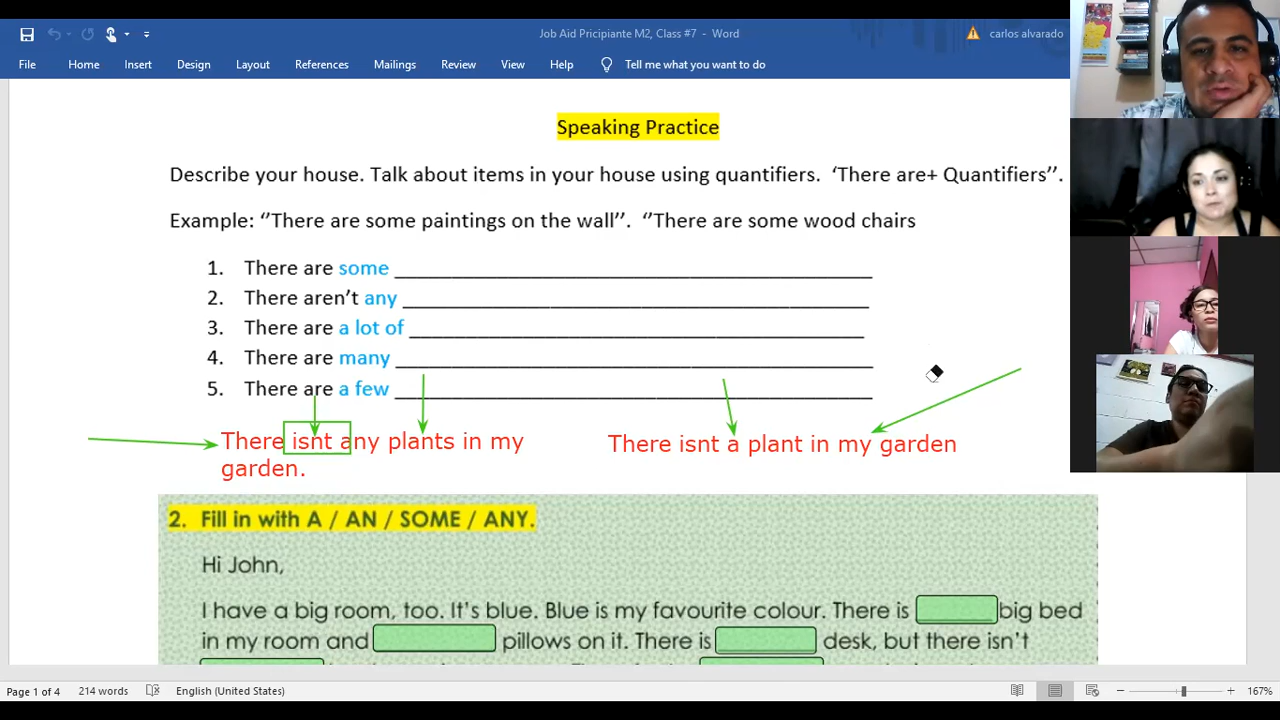 Job Aid Pricipiante M2, Class #7 - Word
carlos alvarado
File Home Insert Design Layout References Mailings Review View Help Tell me what you want to do
Speaking Practice
Describe your house. Talk about items in your house using quantifiers. ‘There are+ Quantifiers’’.
Example: ‘’There are some paintings on the wall’’. ‘’There are some wood chairs
1. There are some ___
2. There aren’t any ___
3. There are a lot of ___
4. There are many ___
5. There are a few ___
There isnt any plants in my
garden.
There isnt a plant in my garden
2. Fill in with A / AN / SOME / ANY.
Hi John,
I have a big room, too. It’s blue. Blue is my favourite colour. There is big bed
in my room and pillows on it. There is desk, but there isn’t
Page 1 of 4 214 words English (United States) 167%